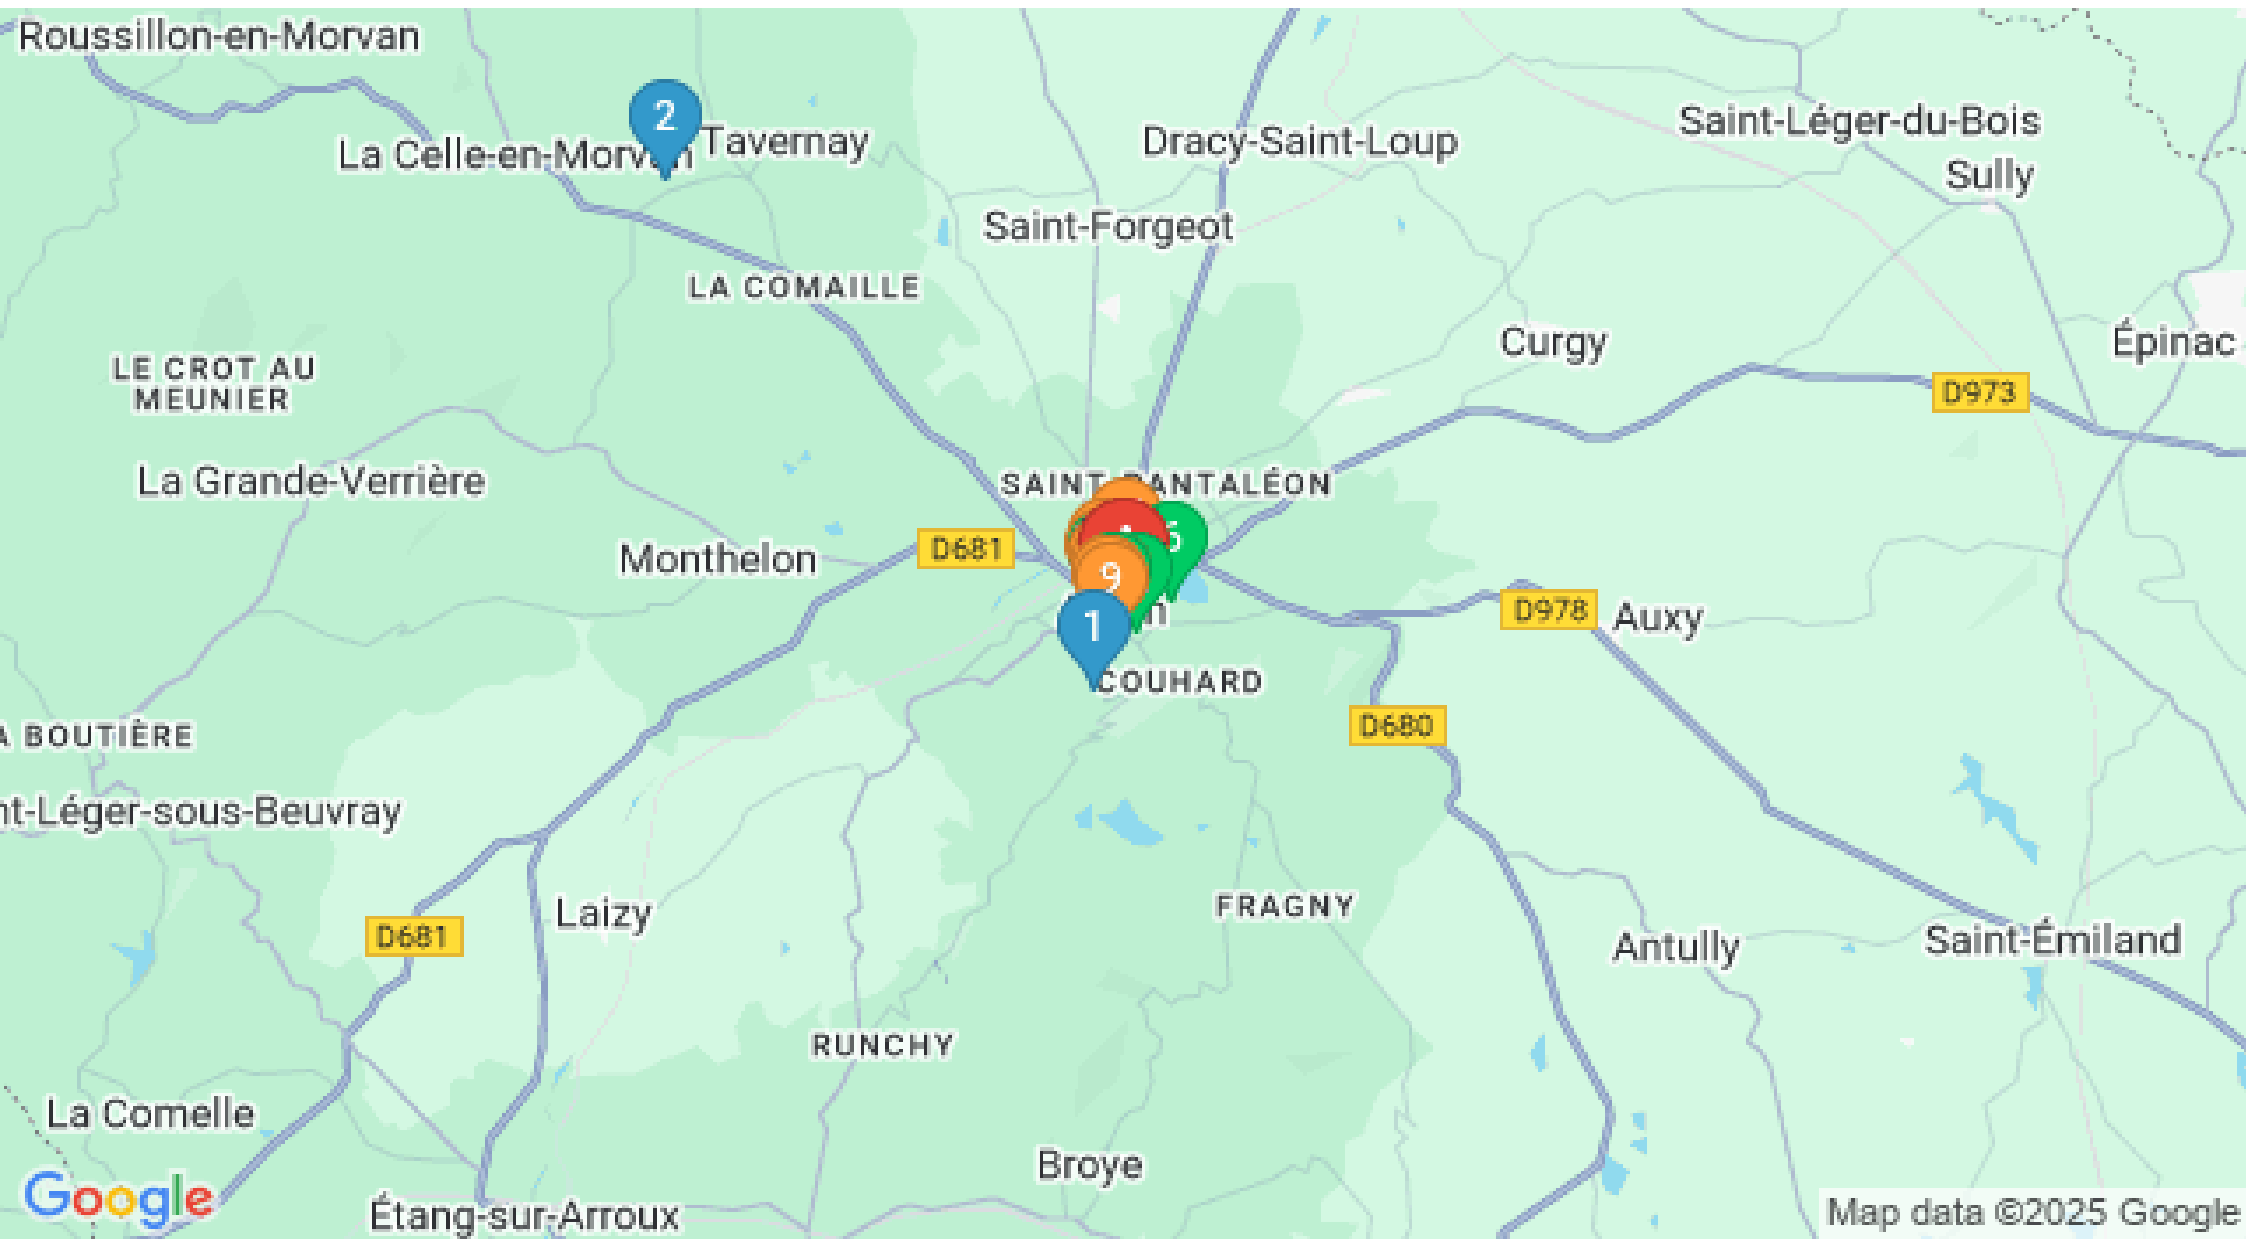 Roussillon-en-Morvan
2
La Celle-en-Morvan
Tavernay
Dracy-Saint-Loup
Saint-Léger-du-Bois
Sully
Saint-Forgeot
LA COMAILLE
Curgy
Épinac
LE CROT AU
MEUNIER
D973
La Grande-Verrière
SAINT-PANTALÉON
D681
Monthelon
9
D978
Auxy
1
COUHARD
D680
A BOUTIÈRE
nt-Léger-sous-Beuvray
FRAGNY
Laizy
D681
Antully
Saint-Émiland
RUNCHY
La Comelle
Broye
Google
Étang-sur-Arroux
Map data ©2025 Google